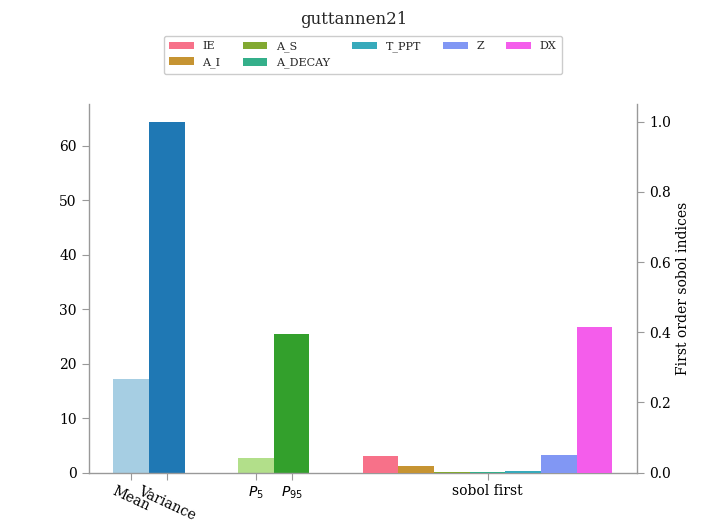 guttannen21
IE A_S T_PPT Z DX
A_I A_DECAY
60
50
40
30
20
10
0
1.0
0.8
0.6
0.4
0.2
0.0
First order sobol indices
Mean
Variance
P5
P95
sobol first